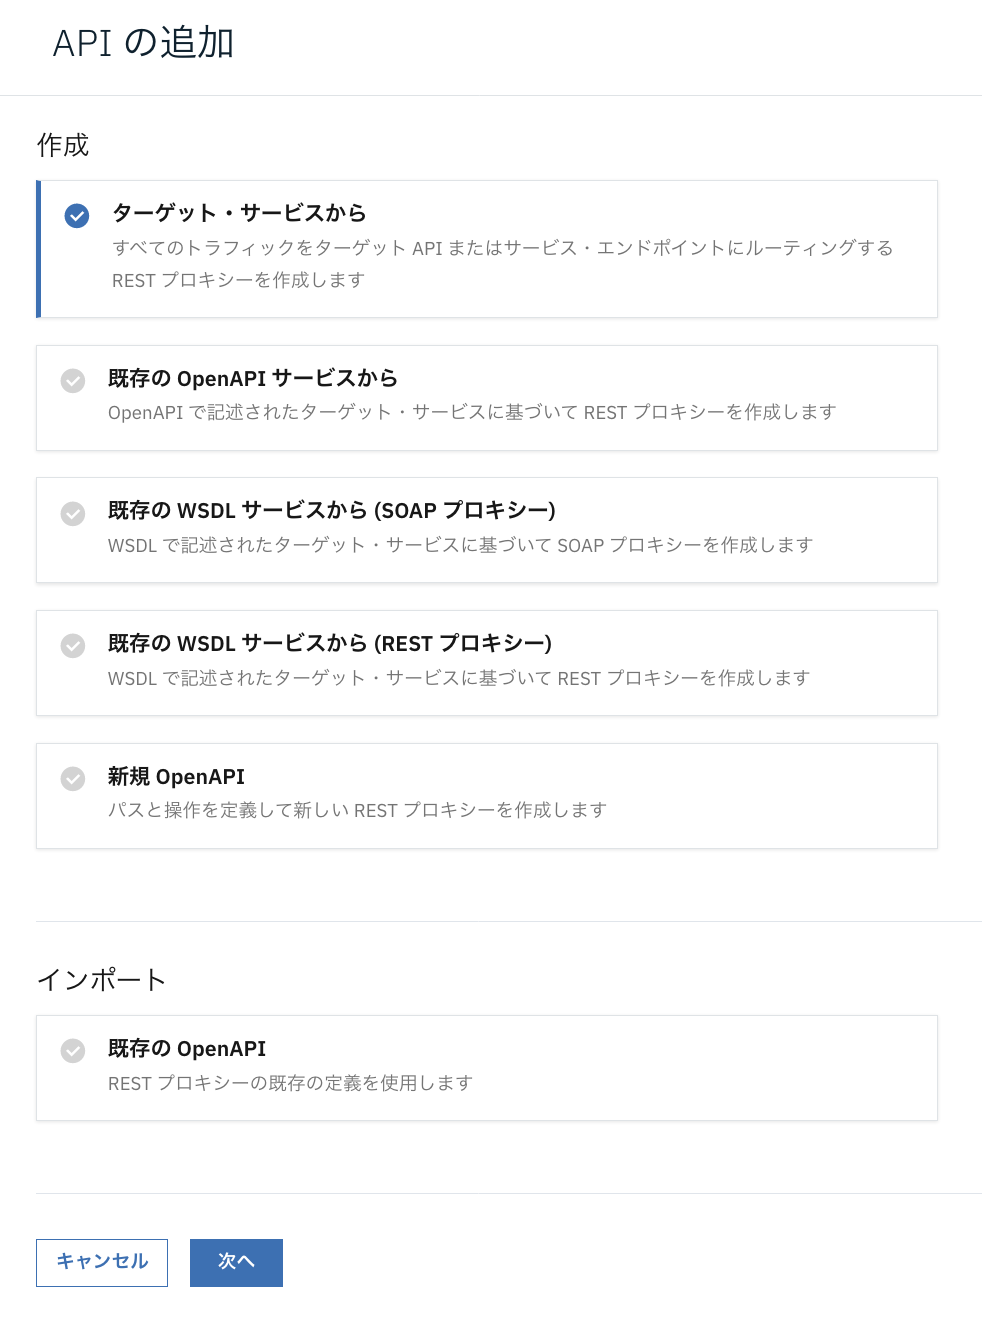 API の追加
作成
ターゲット・サービスから
すべてのトラフィックをターゲット API またはサービス・エンドポイントにルーティングする
REST プロキシーを作成します
既存の OpenAPI サービスから
OpenAPI で記述されたターゲット・サービスに基づいて REST プロキシーを作成します
既存の WSDL サービスから (SOAP プロキシー)
WSDL で記述されたターゲット・サービスに基づいて SOAP プロキシーを作成します
既存の WSDL サービスから (REST プロキシー)
WSDL で記述されたターゲット・サービスに基づいて REST プロキシーを作成します
新規 OpenAPI
パスと操作を定義して新しい REST プロキシーを作成します
インポート
既存の OpenAPI
REST プロキシーの既存の定義を使用します
キャンセル
次へ